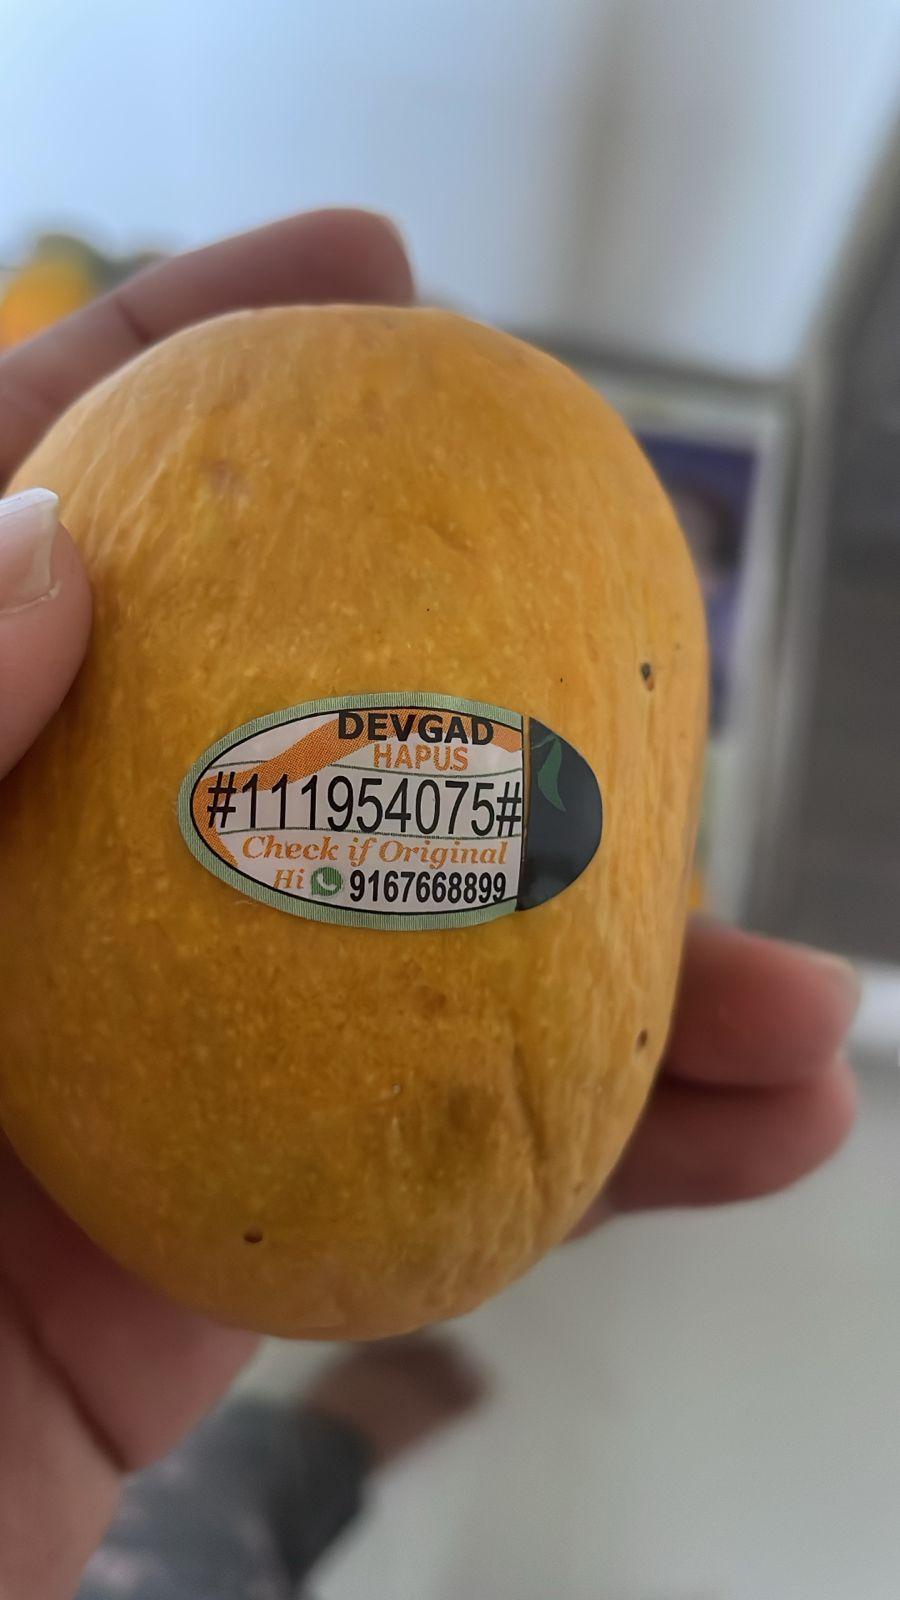 DEVGAD
HAPUS
#111954075#
Check if Original
Hi 9167668899